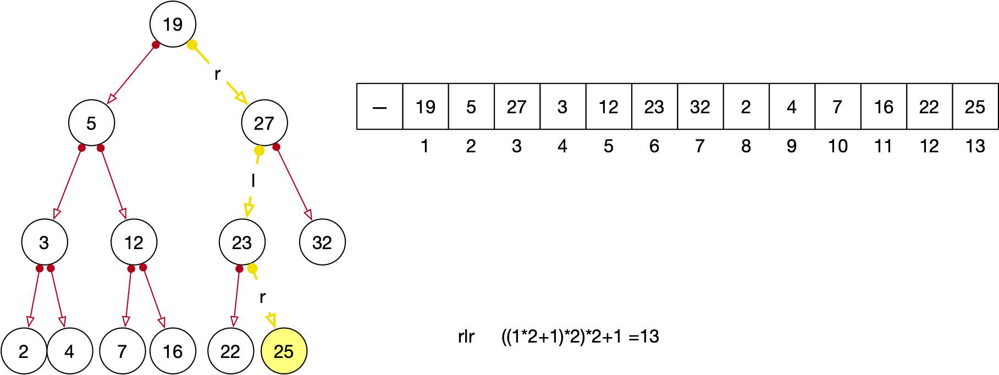 19
r
5
27
l
3
12
23
32
r
2
4
7
16
22
25
— 19 5 27 3 12 23 32 2 4 7 16 22 25
1 2 3 4 5 6 7 8 9 10 11 12 13
rlr ((1*2+1)*2)*2+1 =13